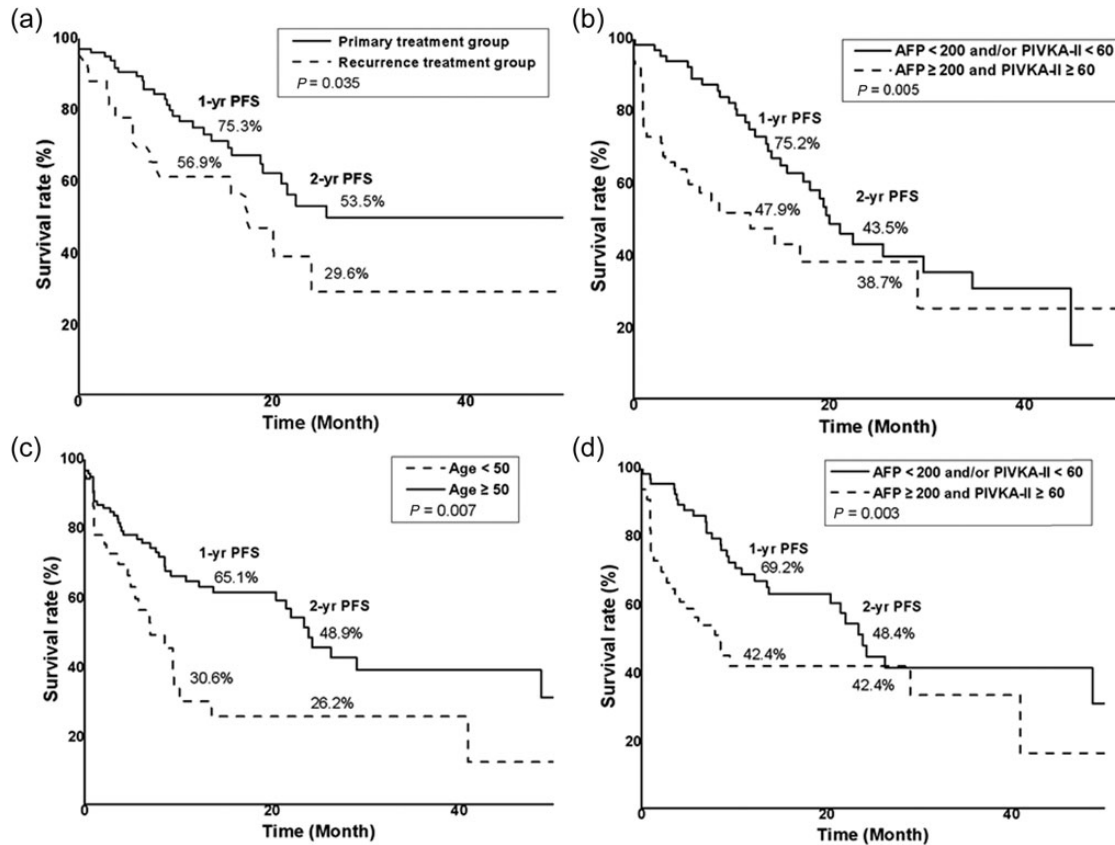 (a)
100
80
60
40
20
0
20
40
Survival rate (%)
Time (Month)
Primary treatment group
Recurrence treatment group
P = 0.035
1-yr PFS
75.3%
56.9%
2-yr PFS
53.5%
29.6%
(b)
100
80
60
40
20
0
20
40
Survival rate (%)
Time (Month)
AFP < 200 and/or PIVKA-II < 60
AFP ≥ 200 and PIVKA-II ≥ 60
P = 0.005
1-yr PFS
75.2%
47.9%
2-yr PFS
43.5%
38.7%
(c)
100
80
60
40
20
0
20
40
Survival rate (%)
Time (Month)
Age < 50
Age ≥ 50
P = 0.007
1-yr PFS
65.1%
30.6%
2-yr PFS
48.9%
26.2%
(d)
100
80
60
40
20
0
20
40
Survival rate (%)
Time (Month)
AFP < 200 and/or PIVKA-II < 60
AFP ≥ 200 and PIVKA-II ≥ 60
P = 0.003
1-yr PFS
69.2%
42.4%
2-yr PFS
48.4%
42.4%